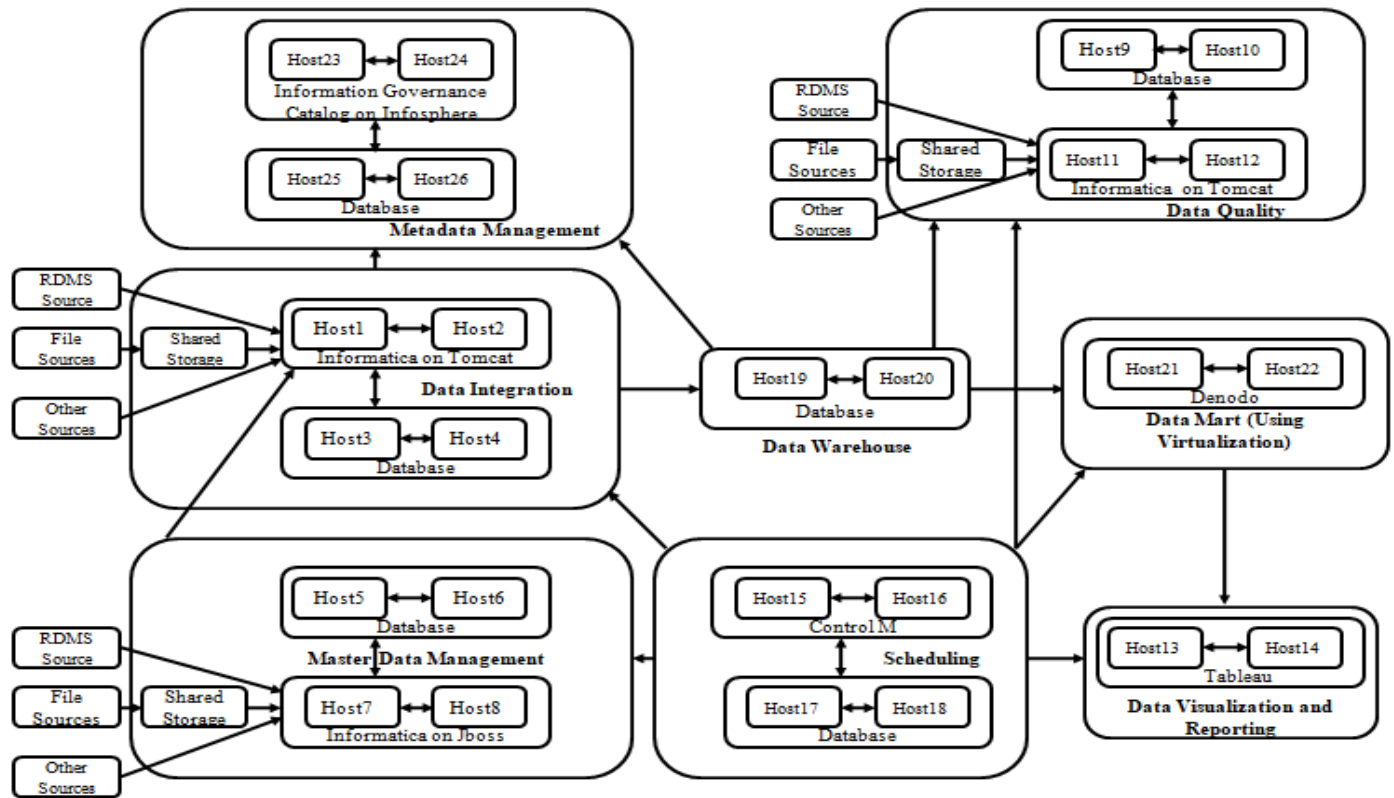 Host23
Host24
Information Governance
Catalog on Infosphere
Host25
Host26
Database
Metadata Management
Host9
Host10
Database
RDMS
Source
File
Sources
Shared
Storage
Other
Sources
Host11
Host12
Informatica on Tomcat
Data Quality
RDMS
Source
File
Sources
Shared
Storage
Other
Sources
Host1
Host2
Informatica on Tomcat
Data Integration
Host3
Host4
Database
Host19
Host20
Database
Data Warehouse
Host21
Host22
Denodo
Data Mart (Using
Virtualization)
Host5
Host6
Database
Master Data Management
RDMS
Source
File
Sources
Shared
Storage
Other
Sources
Host7
Host8
Informatica on Jboss
Host15
Host16
Control M
Scheduling
Host17
Host18
Database
Host13
Host14
Tableau
Data Visualization and
Reporting